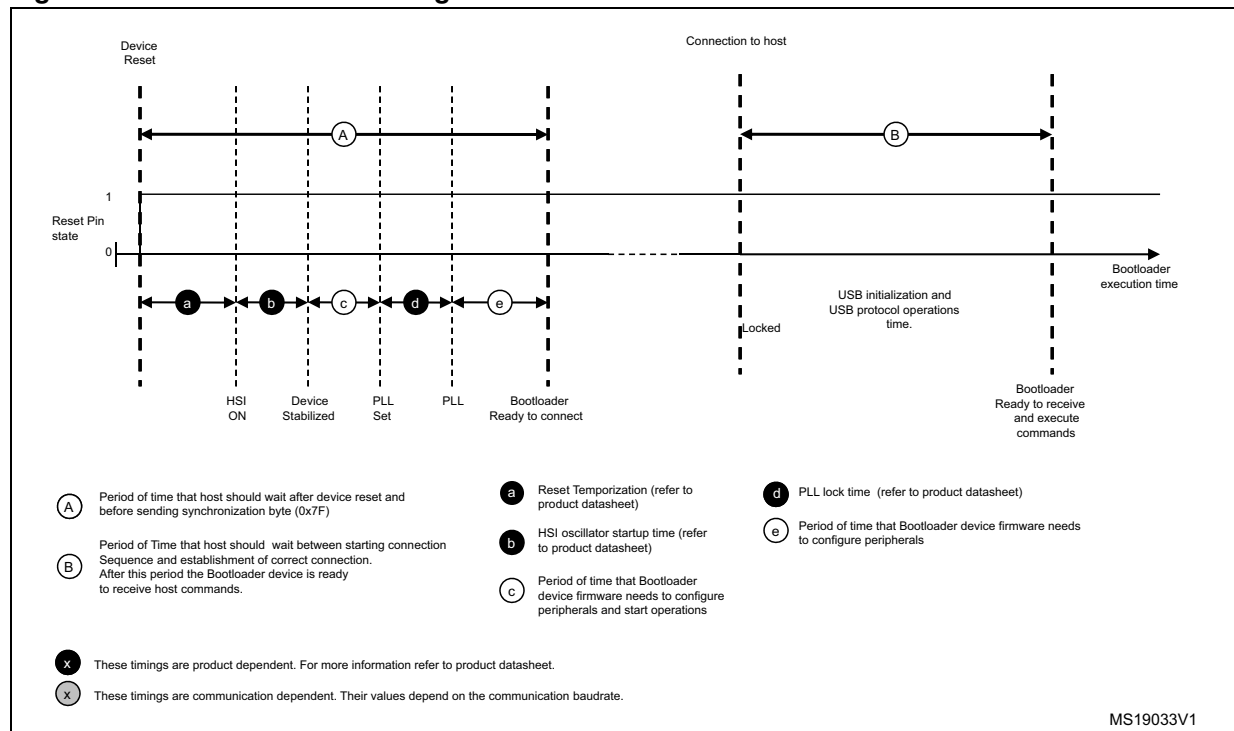 Device
Reset
Connection to host
A
B
1
Reset Pin
state
0
Bootloader
execution time
a
b
c
d
e
USB initialization and
USB protocol operations
time.
Locked
HSI
ON
Device
Stabilized
PLL
Set
PLL
Bootloader
Ready to connect
Bootloader
Ready to receive
and execute
commands
A
Period of time that host should wait after device reset and
before sending synchronization byte (0x7F)
B
Period of Time that host should wait between starting connection
Sequence and establishment of correct connection.
After this period the Bootloader device is ready
to receive host commands.
a
Reset Temporization (refer to
product datasheet)
b
HSI oscillator startup time (refer
to product datasheet)
c
Period of time that Bootloader
device firmware needs to configure
peripherals and start operations
d
PLL lock time (refer to product datasheet)
e
Period of time that Bootloader device firmware needs
to configure peripherals
x
These timings are product dependent. For more information refer to product datasheet.
x
These timings are communication dependent. Their values depend on the communication baudrate.
MS19033V1